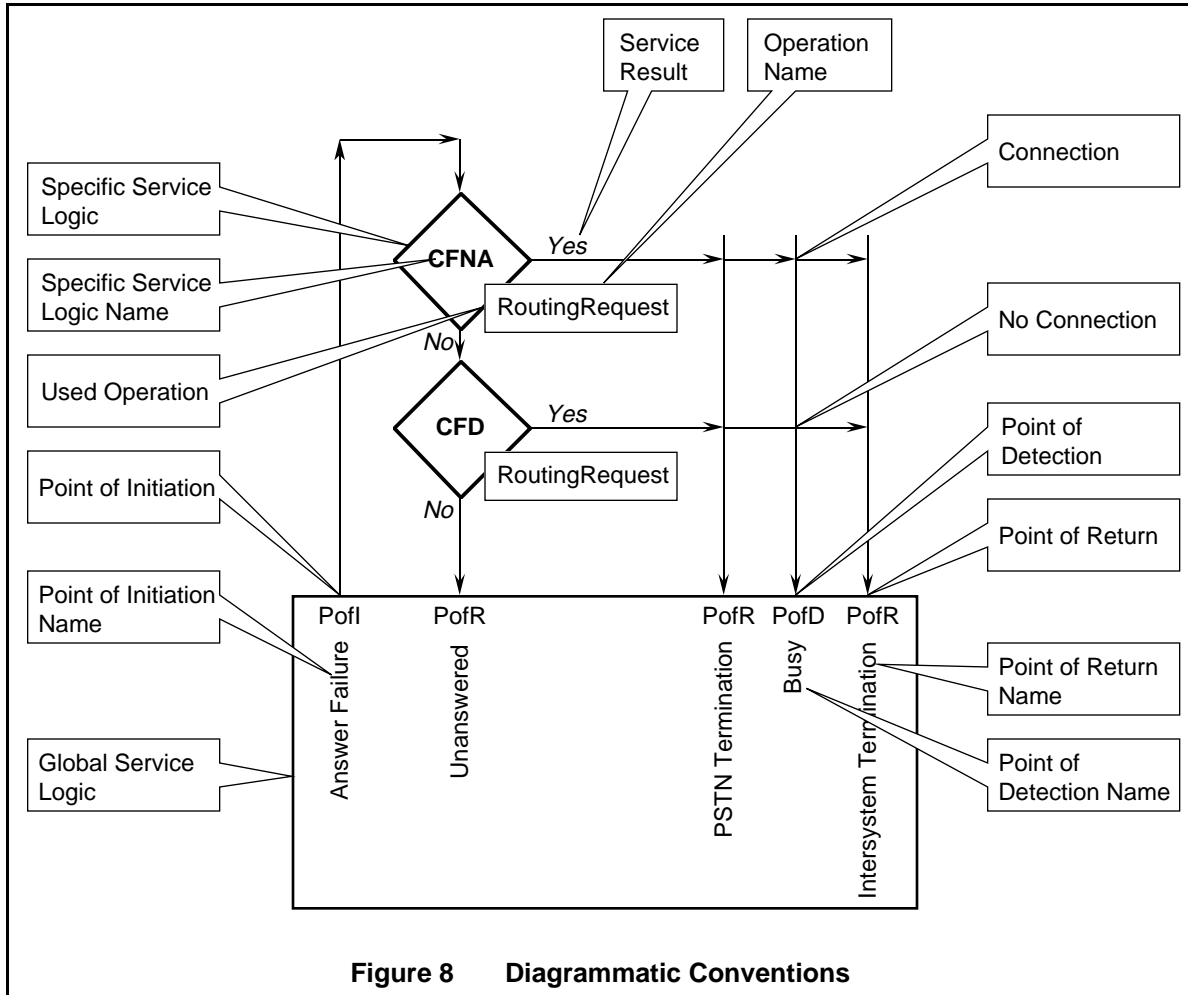 Service
Result
Operation
Name
Connection
Specific Service
Logic
Yes
CFNA
Specific Service
Logic Name
RoutingRequest
No Connection
No
Used Operation
Yes
CFD
Point of
Detection
RoutingRequest
Point of Initiation
No
Point of Return
Point of Initiation
Name
PofI
PofR
PofR
PofD
PofR
Answer Failure
Unanswered
PSTN Termination
Busy
Intersystem Termination
Point of Return
Name
Global Service
Logic
Point of
Detection Name
Figure 8 Diagrammatic Conventions